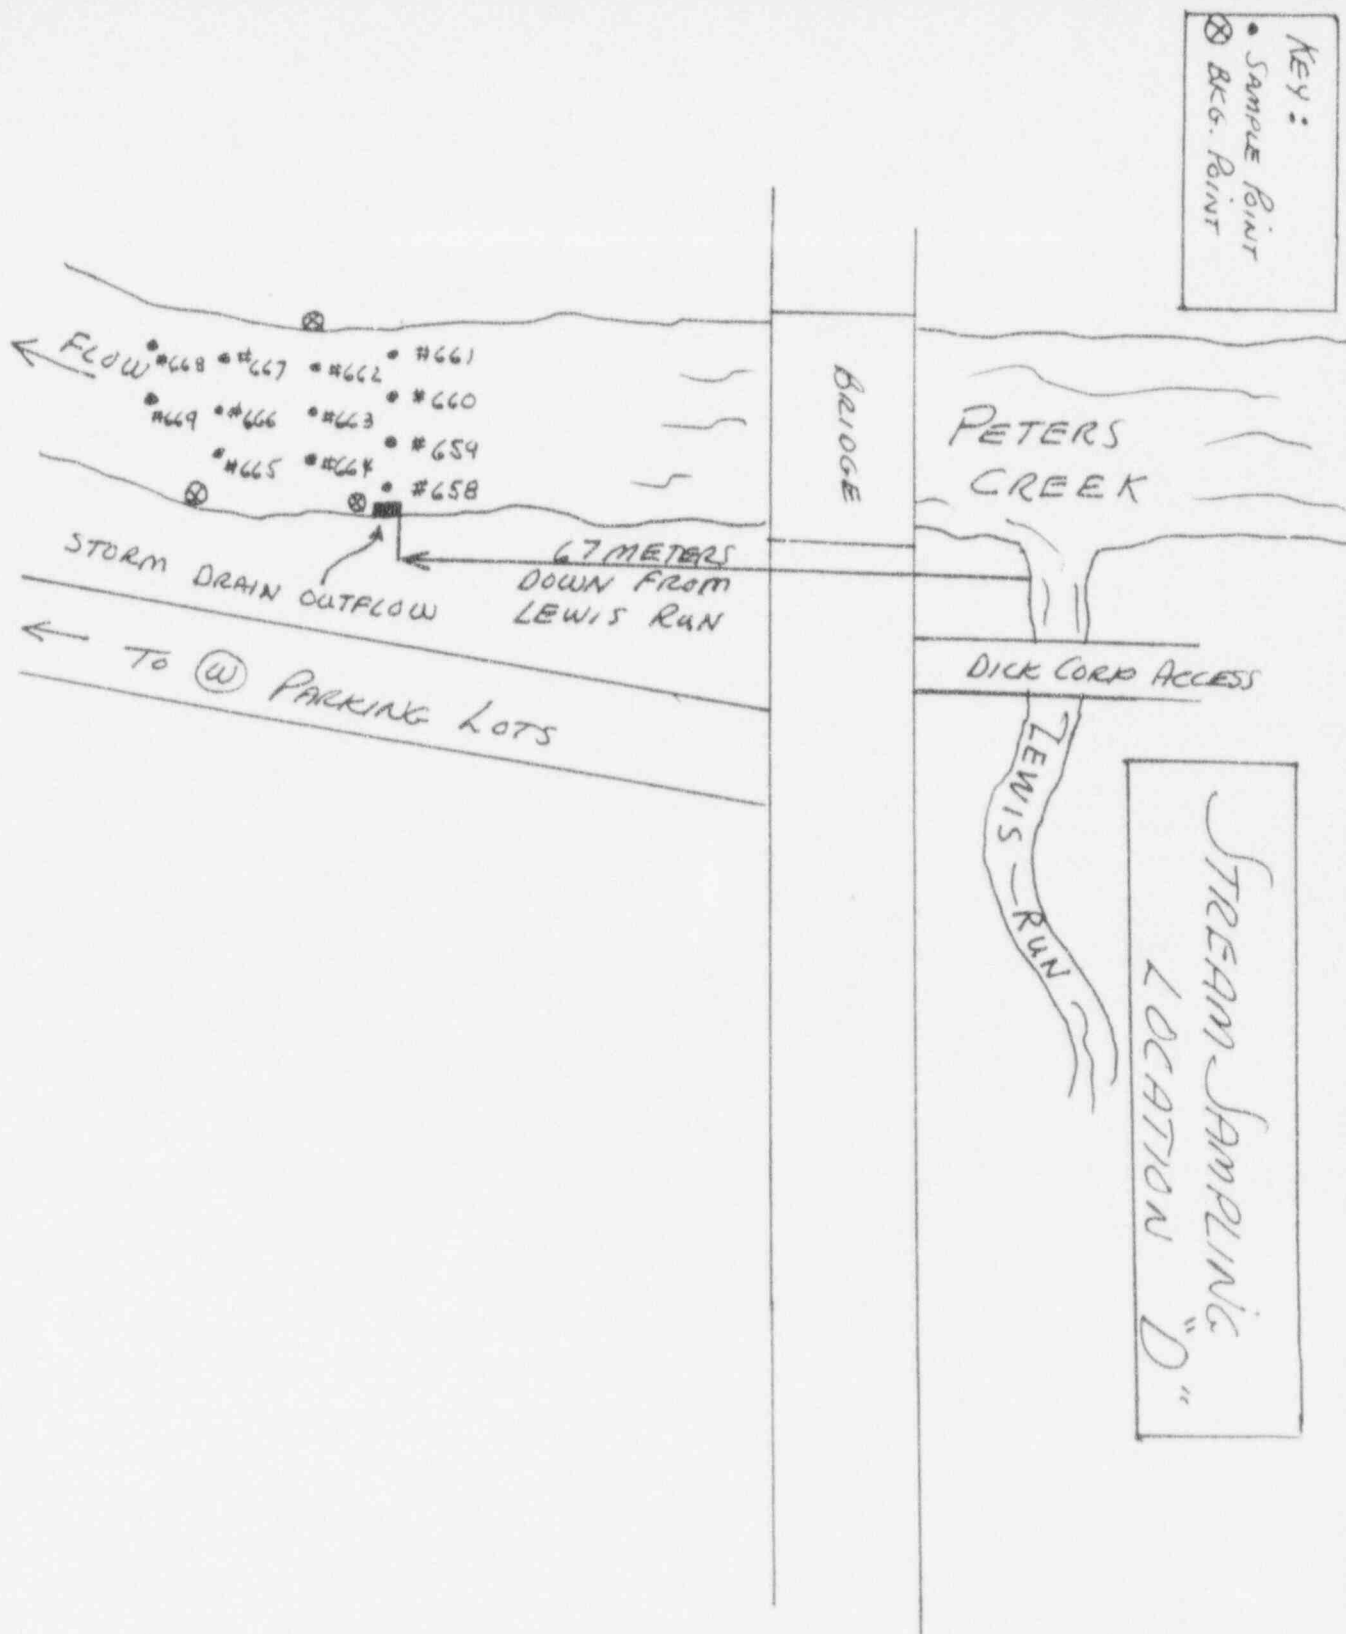 KEY:
• SAMPLE POINT
⊗ BKG. POINT
FLOW
#668
#667
#662
#661
#669
#666
#663
#660
#665
#664
#659
#658
BRIDGE
PETERS
CREEK
STORM DRAIN OUTFLOW
67 METERS
DOWN FROM
LEWIS RUN
TO Ⓦ PARKING LOTS
DICK CORP ACCESS
LEWIS RUN
STREAM SAMPLING
LOCATION "D"